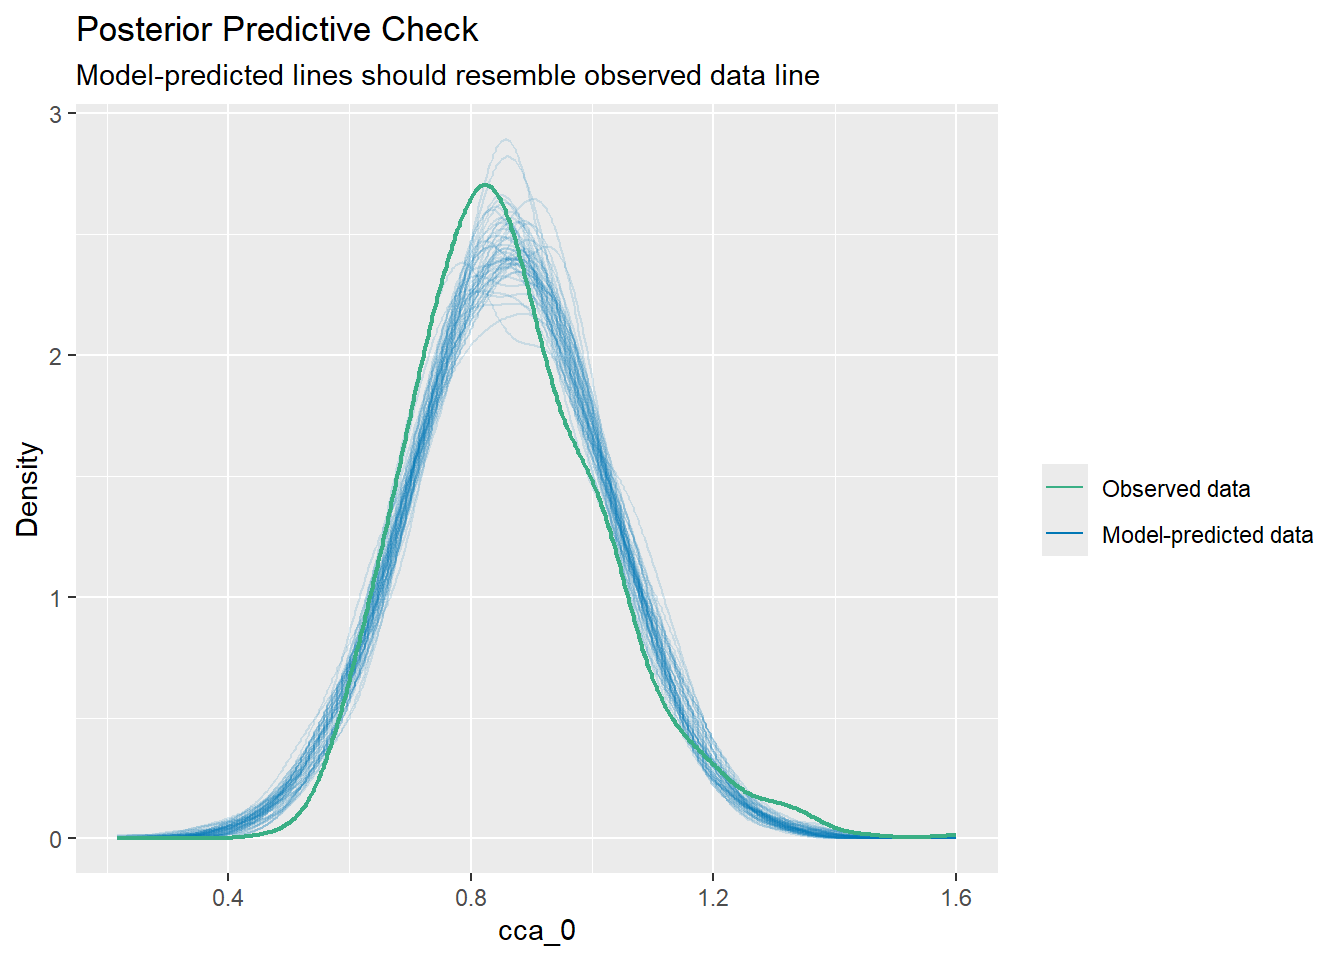 Posterior Predictive Check
Model-predicted lines should resemble observed data line
3
2
1
0
Density
0.4
0.8
1.2
1.6
cca_0
Observed data
Model-predicted data